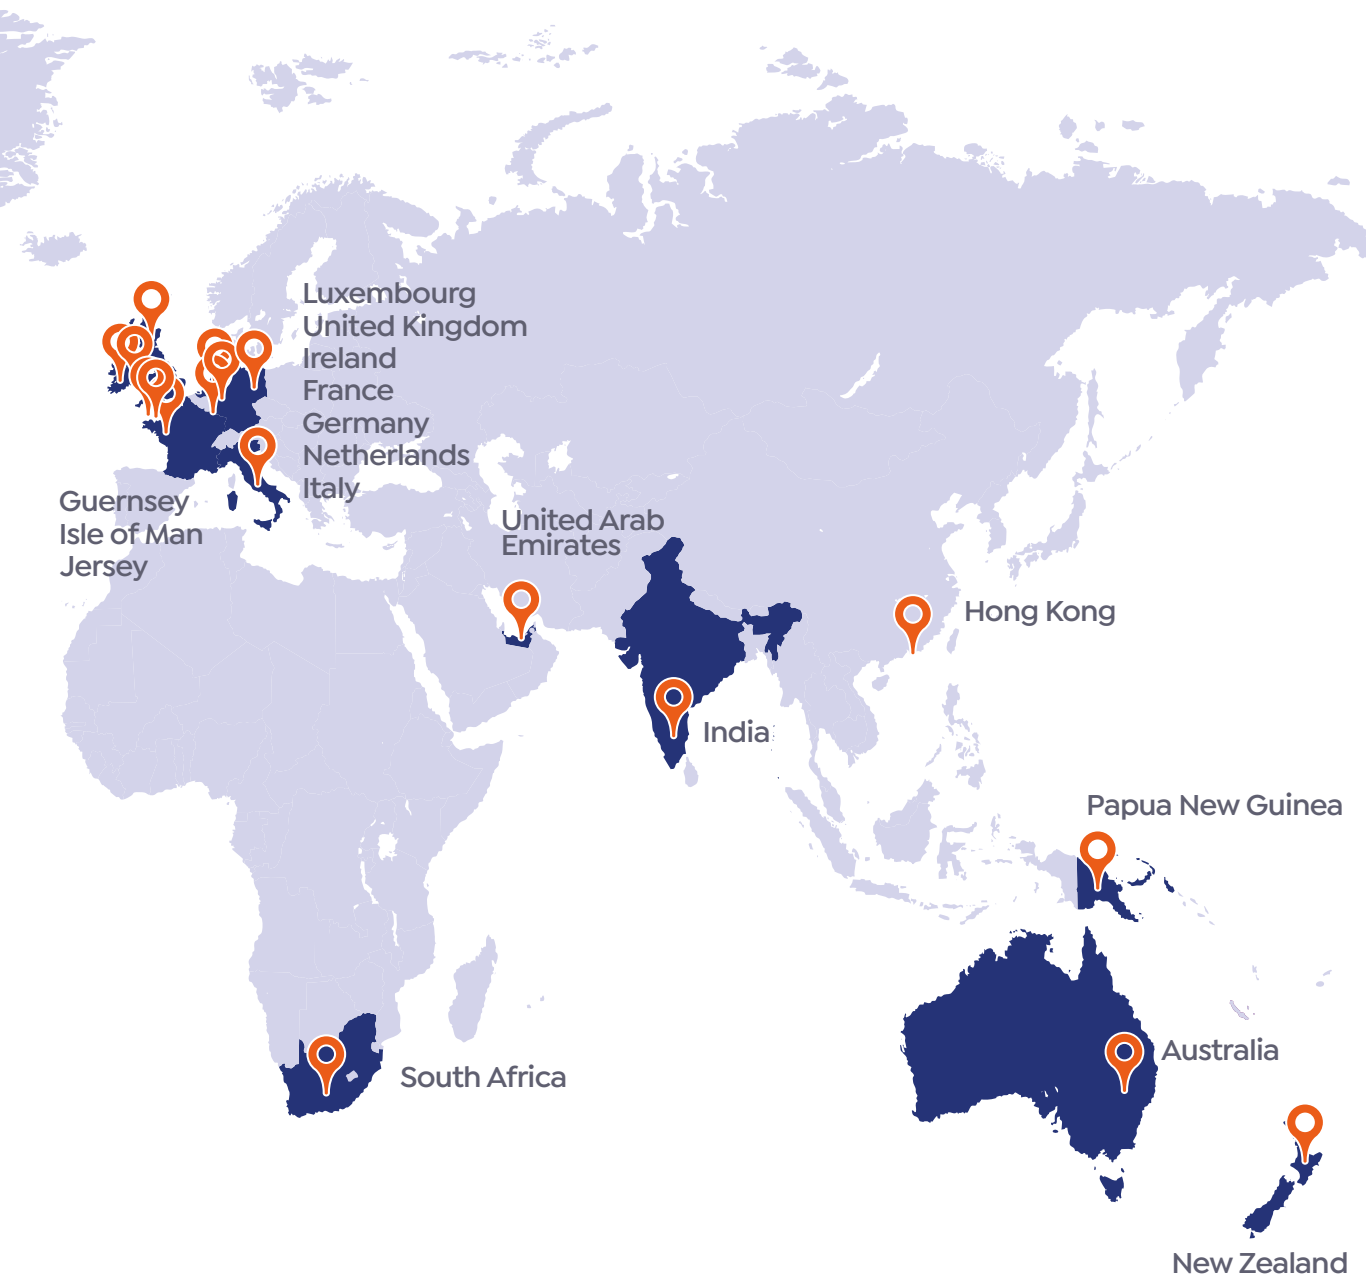 Luxembourg
United Kingdom
Ireland
France
Germany
Netherlands
Italy
Guernsey
Isle of Man
Jersey
United Arab
Emirates
Hong Kong
India
Papua New Guinea
Australia
South Africa
New Zealand